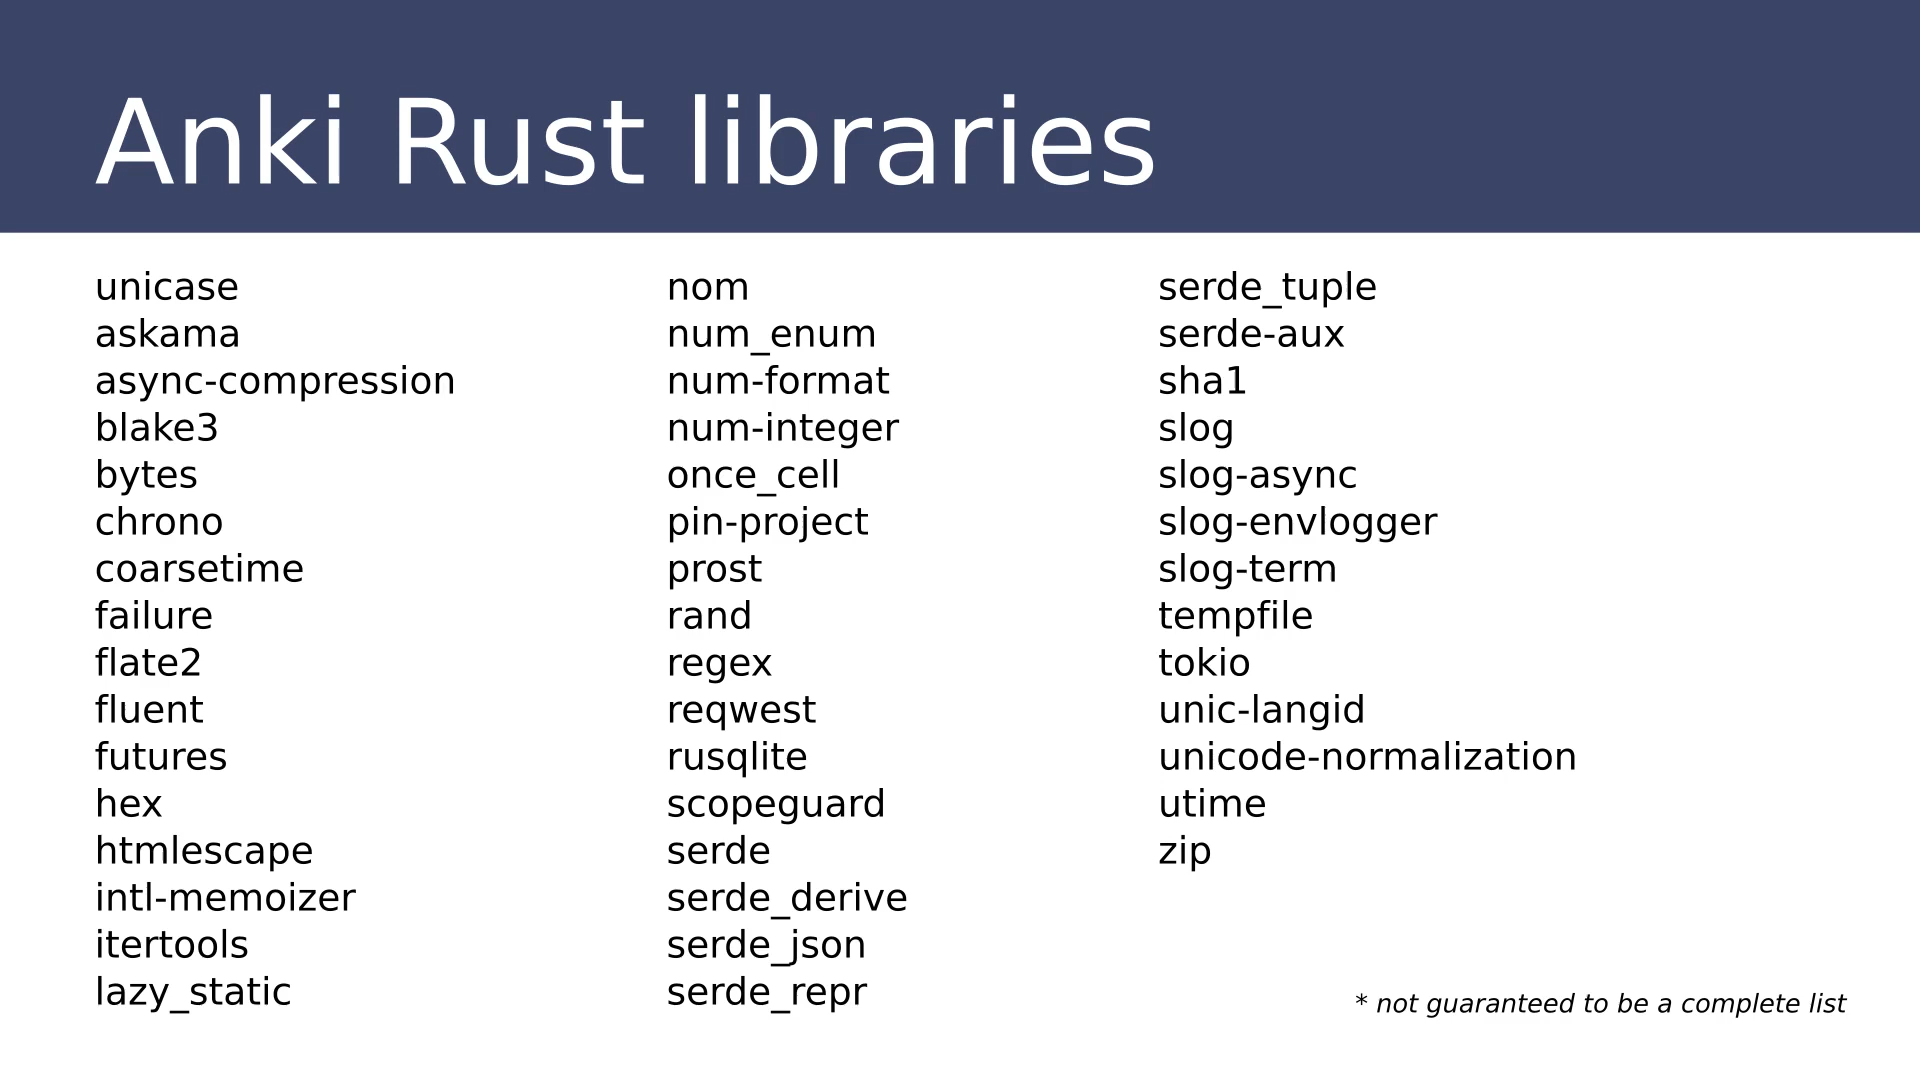 Anki Rust libraries
unicase
askama
async-compression
blake3
bytes
chrono
coarsetime
failure
flate2
fluent
futures
hex
htmlescape
intl-memoizer
itertools
lazy_static
nom
num_enum
num-format
num-integer
once_cell
pin-project
prost
rand
regex
reqwest
rusqlite
scopeguard
serde
serde_derive
serde_json
serde_repr
serde_tuple
serde-aux
sha1
slog
slog-async
slog-envlogger
slog-term
tempfile
tokio
unic-langid
unicode-normalization
utime
zip
* not guaranteed to be a complete list